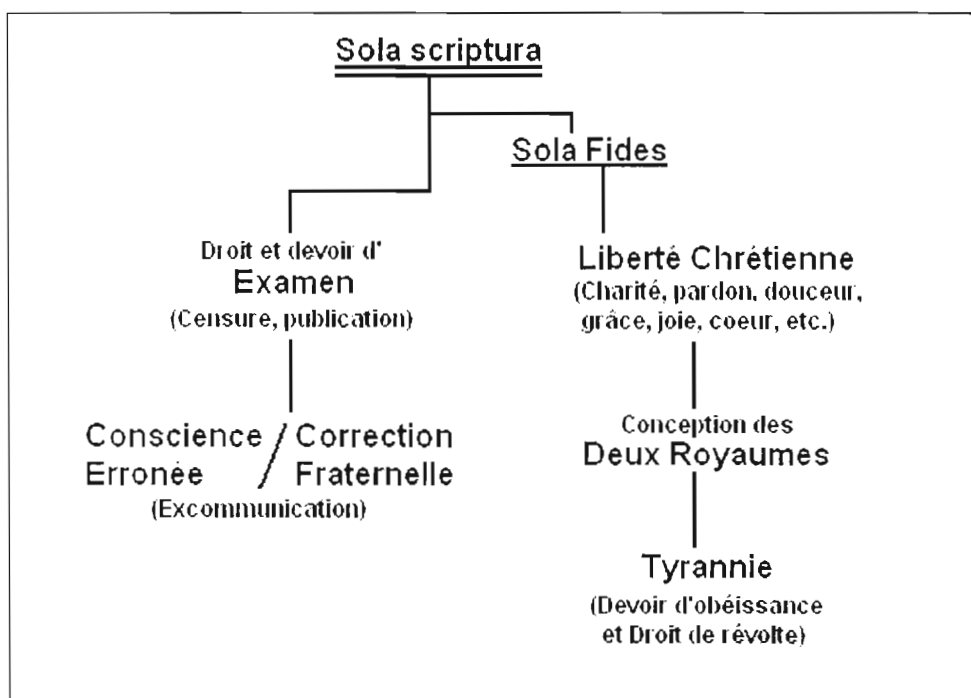 Sola scriptura
Sola Fides
Droit et devoir d'
Examen
(Censure, publication)
Conscience / Correction
Erronée / Fraternelle
(Excommunication)
Liberté Chrétienne
(Charité, pardon, douceur,
grâce, joie, coeur, etc.)
Conception des
Deux Royaumes
Tyrannie
(Devoir d'obéissance
et Droit de révolte)